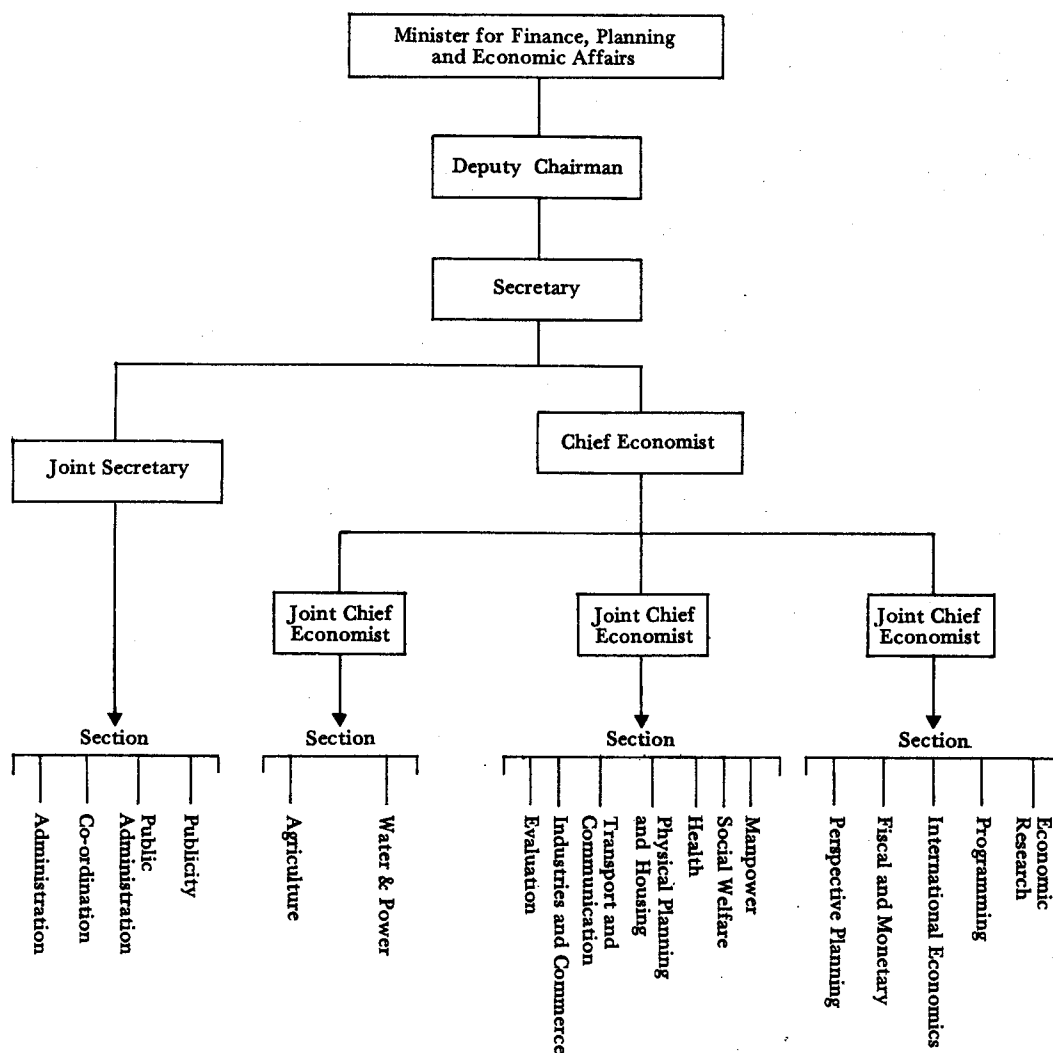 Minister for Finance, Planning
and Economic Affairs
Deputy Chairman
Secretary
Joint Secretary
Chief Economist
Joint Chief
Economist
Joint Chief
Economist
Joint Chief
Economist
Section
Section
Section
Section
Administration
Co-ordination
Public
Administration
Publicity
Agriculture
Water & Power
Evaluation
Industries and Commerce
Transport and
Communication
Physical Planning
and Housing
Health
Social Welfare
Manpower
Perspective Planning
Fiscal and Monetary
International Economics
Programming
Economic
Research